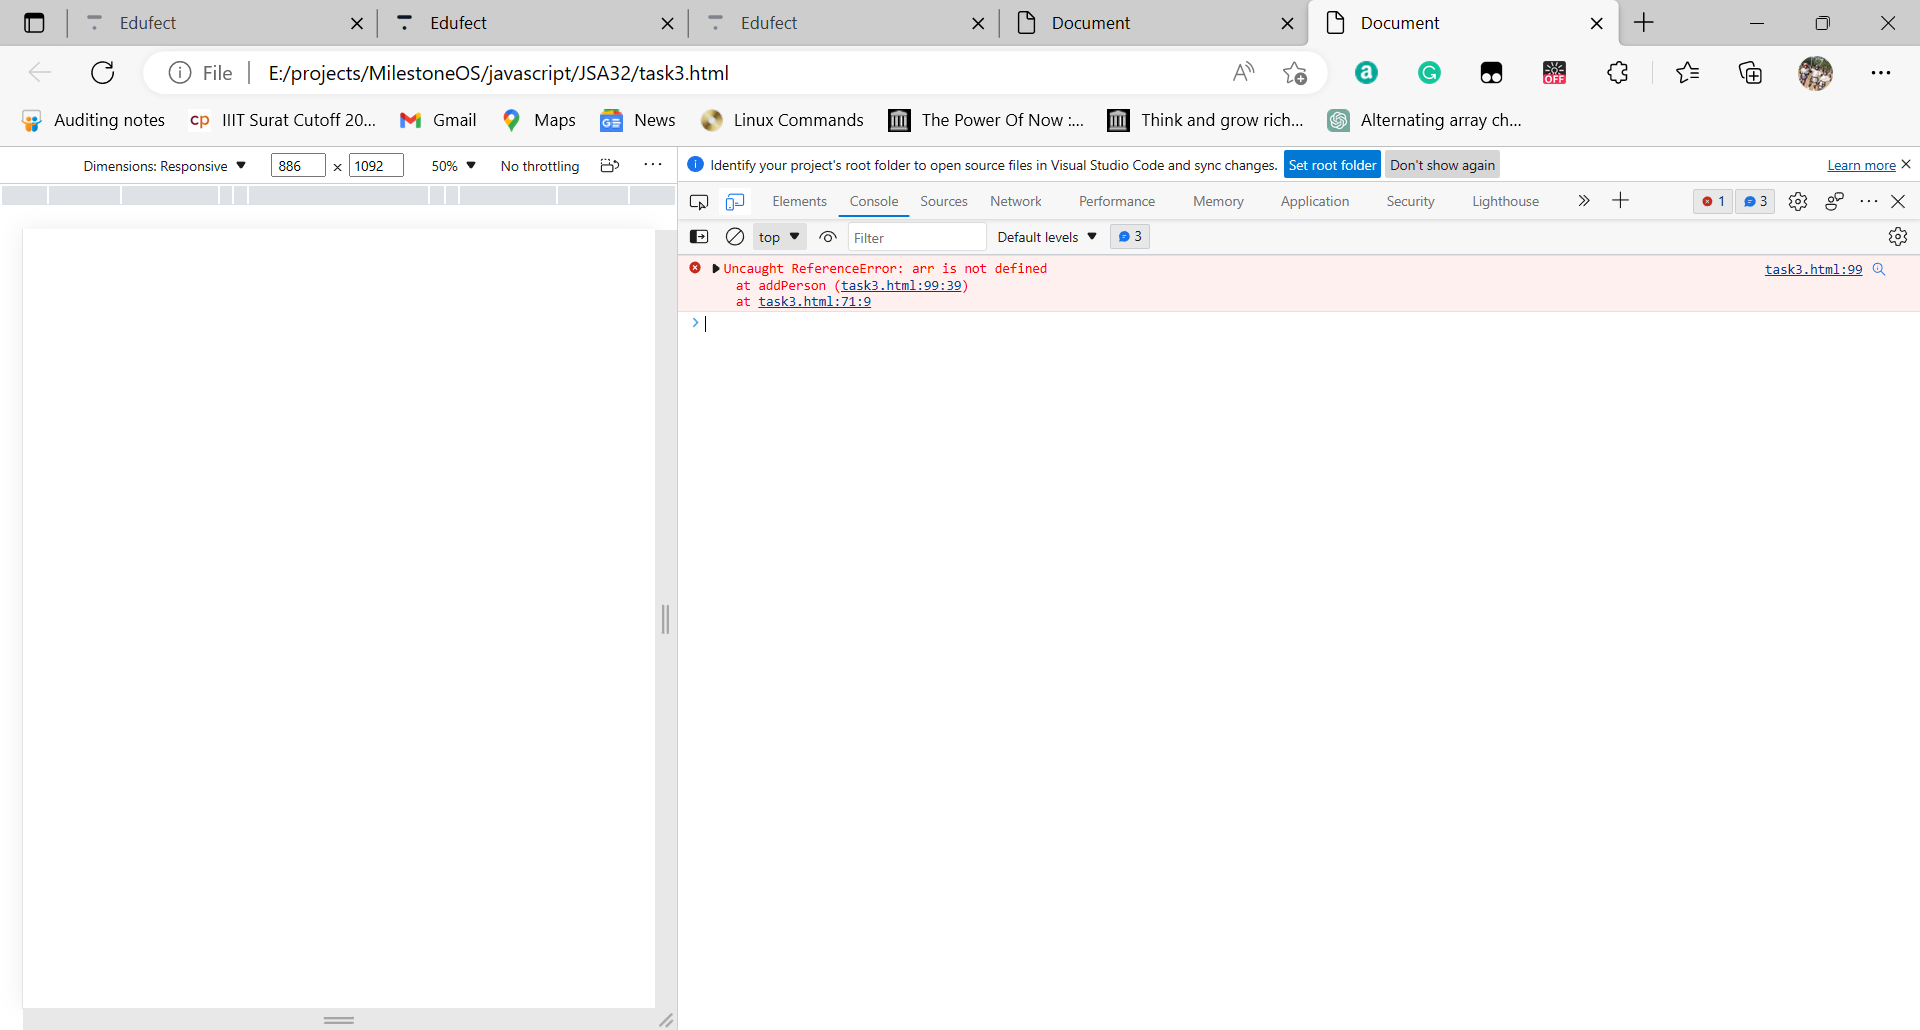 Edufect
Edufect
Edufect
Document
Document
File
E:/projects/MilestoneOS/javascript/JSA32/task3.html
A
a
G
OFF
Auditing notes
cp IIIT Surat Cutoff 20...
Gmail
Maps
GE News
Linux Commands
The Power Of Now :...
Think and grow rich...
Alternating array ch...
Dimensions: Responsive 886 x 1092 50% No throttling
Identify your project's root folder to open source files in Visual Studio Code and sync changes. Set root folder Don't show again Learn more
Elements Console Sources Network Performance Memory Application Security Lighthouse 1 3
top Filter Default levels 3
Uncaught ReferenceError: arr is not defined task3.html:99
at addPerson (task3.html:99:39)
at task3.html:71:9